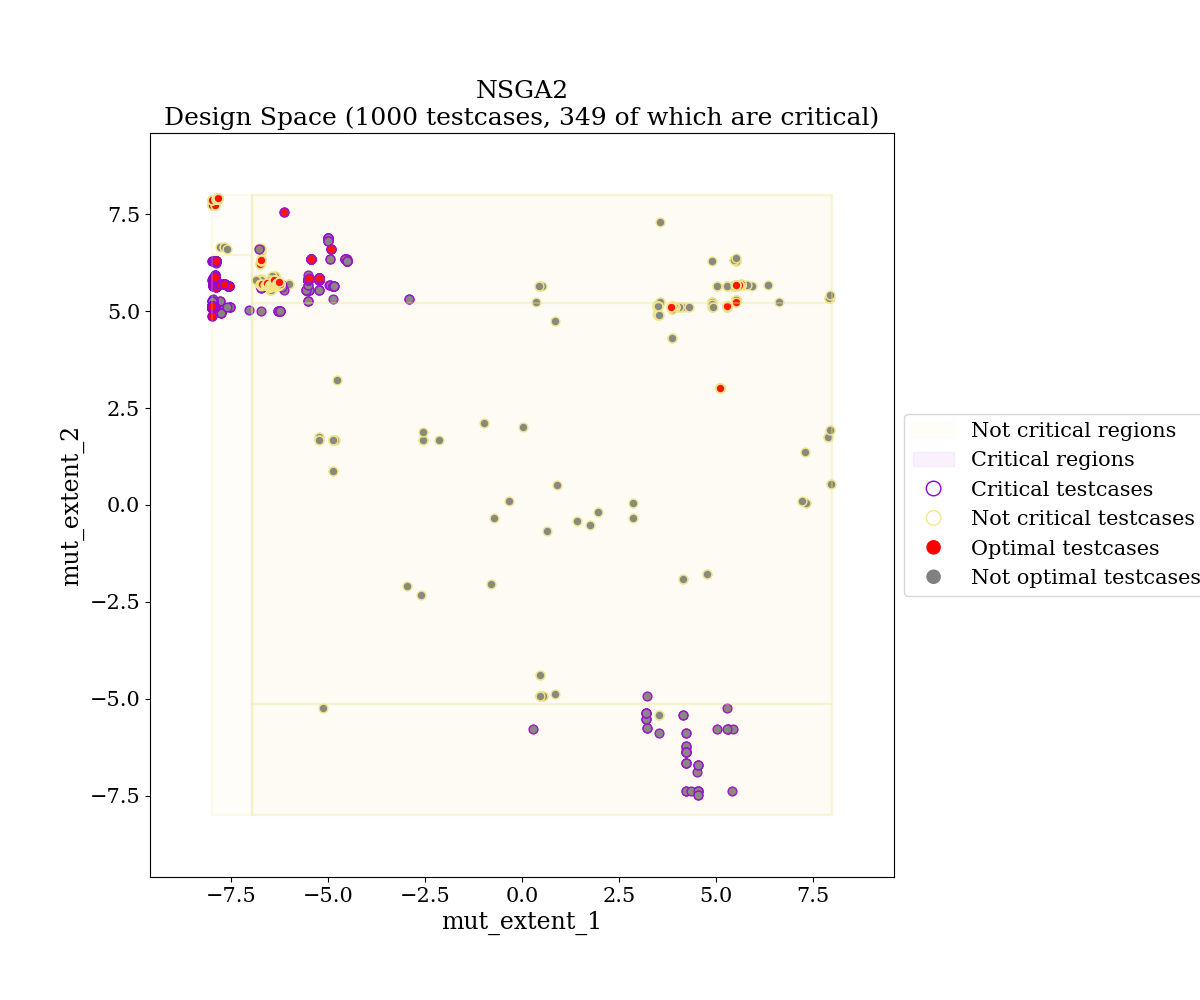 NSGA2
Design Space (1000 testcases, 349 of which are critical)
mut_extent_2
7.5
5.0
2.5
0.0
−2.5
−5.0
−7.5
−7.5 −5.0 −2.5 0.0 2.5 5.0 7.5
mut_extent_1
Not critical regions
Critical regions
Critical testcases
Not critical testcases
Optimal testcases
Not optimal testcases